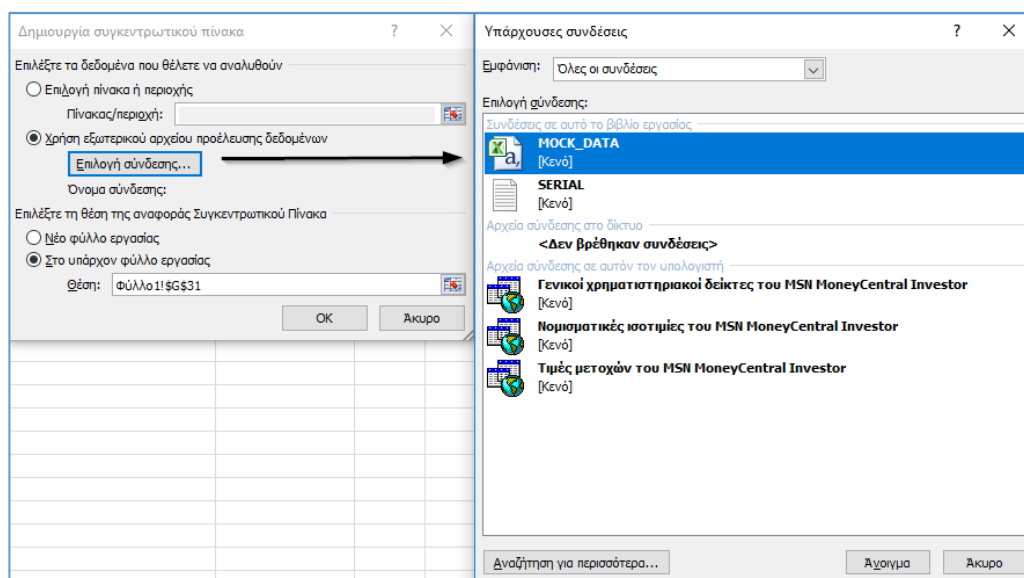 Δημιουργία συγκεντρωτικού πίνακα
Επιλέξτε τα δεδομένα που θέλετε να αναλυθούν
Επιλογή πίνακα ή περιοχής
Πίνακας/περιοχή:
Χρήση εξωτερικού αρχείου προέλευσης δεδομένων
Επιλογή σύνδεσης...
Όνομα σύνδεσης:
Επιλέξτε τη θέση της αναφοράς Συγκεντρωτικού Πίνακα
Νέο φύλλο εργασίας
Στο υπάρχον φύλλο εργασίας
Θέση: Φύλλο1!$G$31
OK Άκυρο
Υπάρχουσες συνδέσεις
Εμφάνιση: Όλες οι συνδέσεις
Επιλογή σύνδεσης:
Συνδέσεις σε αυτό το βιβλίο εργασίας
MOCK_DATA
[Κενό]
SERIAL
[Κενό]
Αρχεία σύνδεσης στο δίκτυο
<Δεν βρέθηκαν συνδέσεις>
Αρχεία σύνδεσης σε αυτόν τον υπολογιστή
Γενικοί χρηματιστηριακοί δείκτες του MSN MoneyCentral Investor
[Κενό]
Νομισματικές ισοτιμίες του MSN MoneyCentral Investor
[Κενό]
Τιμές μετοχών του MSN MoneyCentral Investor
[Κενό]
Αναζήτηση για περισσότερα... Άνοιγμα Άκυρο